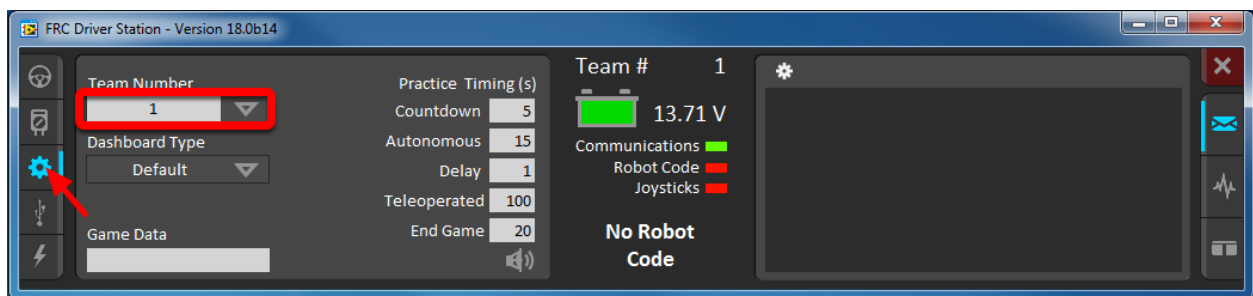 FRC Driver Station - Version 18.0b14
Team Number
1
Dashboard Type
Default
Game Data
Practice Timing (s)
Countdown 5
Autonomous 15
Delay 1
Teleoperated 100
End Game 20
Team # 1
13.71 V
Communications
Robot Code
Joysticks
No Robot
Code